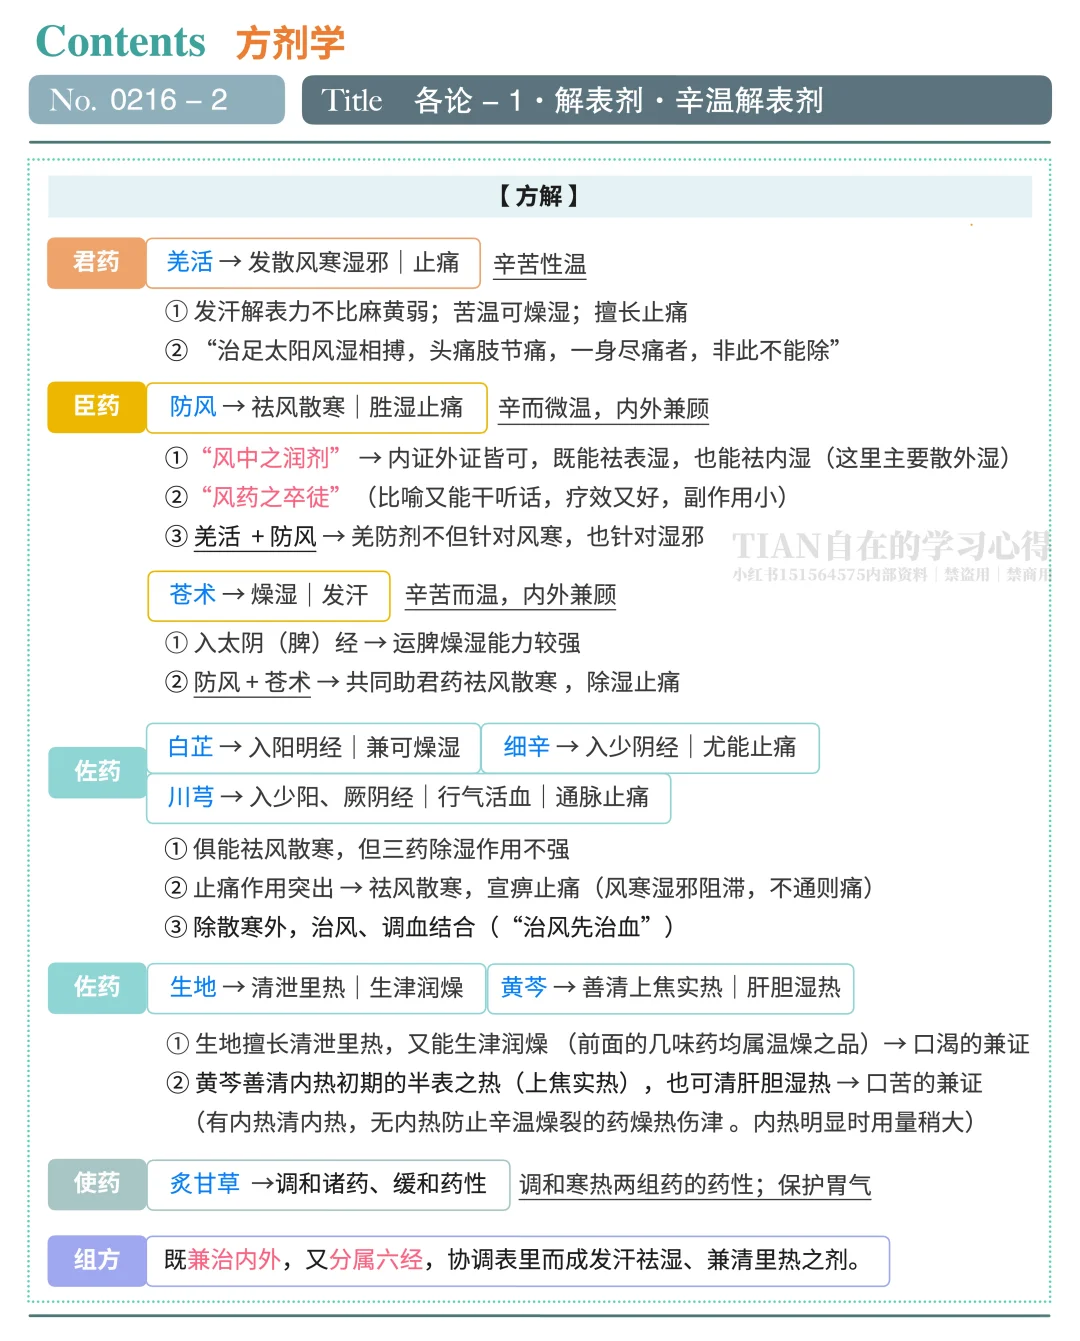 Contents 方剂学
No. 0216 – 2 Title 各论 – 1 · 解表剂 · 辛温解表剂
【方解】
君药 羌活 → 发散风寒湿邪｜止痛 辛苦性温
① 发汗解表力不比麻黄弱；苦温可燥湿；擅长止痛
② “治足太阳风湿相搏，头痛肢节痛，一身尽痛者，非此不能除”
臣药 防风 → 祛风散寒｜胜湿止痛 辛而微温，内外兼顾
① “风中之润剂” → 内证外证皆可，既能祛表湿，也能祛内湿（这里主要散外湿）
② “风药之卒徒” （比喻又能干听话，疗效又好，副作用小）
③ 羌活 + 防风 → 羌防剂不但针对风寒，也针对湿邪
TIAN自在的学习心得
小红书151564575内部资料｜禁盗用｜禁商用
苍术 → 燥湿｜发汗 辛苦而温，内外兼顾
① 入太阴（脾）经 → 运脾燥湿能力较强
② 防风 + 苍术 → 共同助君药祛风散寒 ，除湿止痛
佐药 白芷 → 入阳明经｜兼可燥湿 细辛 → 入少阴经｜尤能止痛
川芎 → 入少阳、厥阴经｜行气活血｜通脉止痛
① 俱能祛风散寒，但三药除湿作用不强
② 止痛作用突出 → 祛风散寒，宣痹止痛（风寒湿邪阻滞，不通则痛）
③ 除散寒外，治风、调血结合（ “治风先治血” ）
佐药 生地 → 清泄里热｜生津润燥 黄芩 → 善清上焦实热｜肝胆湿热
① 生地擅长清泄里热，又能生津润燥 （前面的几味药均属温燥之品）→ 口渴的兼证
② 黄芩善清内热初期的半表之热（上焦实热），也可清肝胆湿热 → 口苦的兼证
（有内热清内热，无内热防止辛温燥裂的药燥热伤津 。内热明显时用量稍大）
使药 炙甘草 →调和诸药、缓和药性 调和寒热两组药的药性；保护胃气
组方 既兼治内外，又分属六经，协调表里而成发汗祛湿、兼清里热之剂。